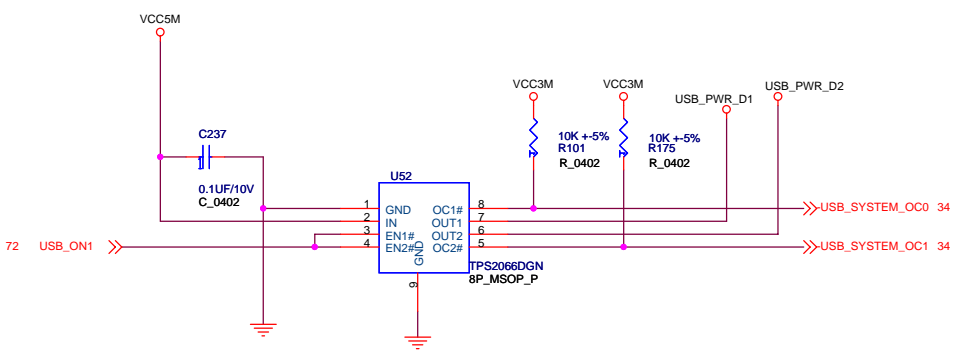 VCC5M
VCC3M
VCC3M
USB_PWR_D1
USB_PWR_D2
C237
0.1UF/10V
C_0402
10K +-5%
R101
R_0402
10K +-5%
R175
R_0402
U52
1
GND
OC1#
8
2
IN
OUT1
7
3
EN1#
OUT2
6
4
EN2#
OC2#
5
GND
9
TPS2066DGN
8P_MSOP_P
USB_SYSTEM_OC0 34
72 USB_ON1
USB_SYSTEM_OC1 34